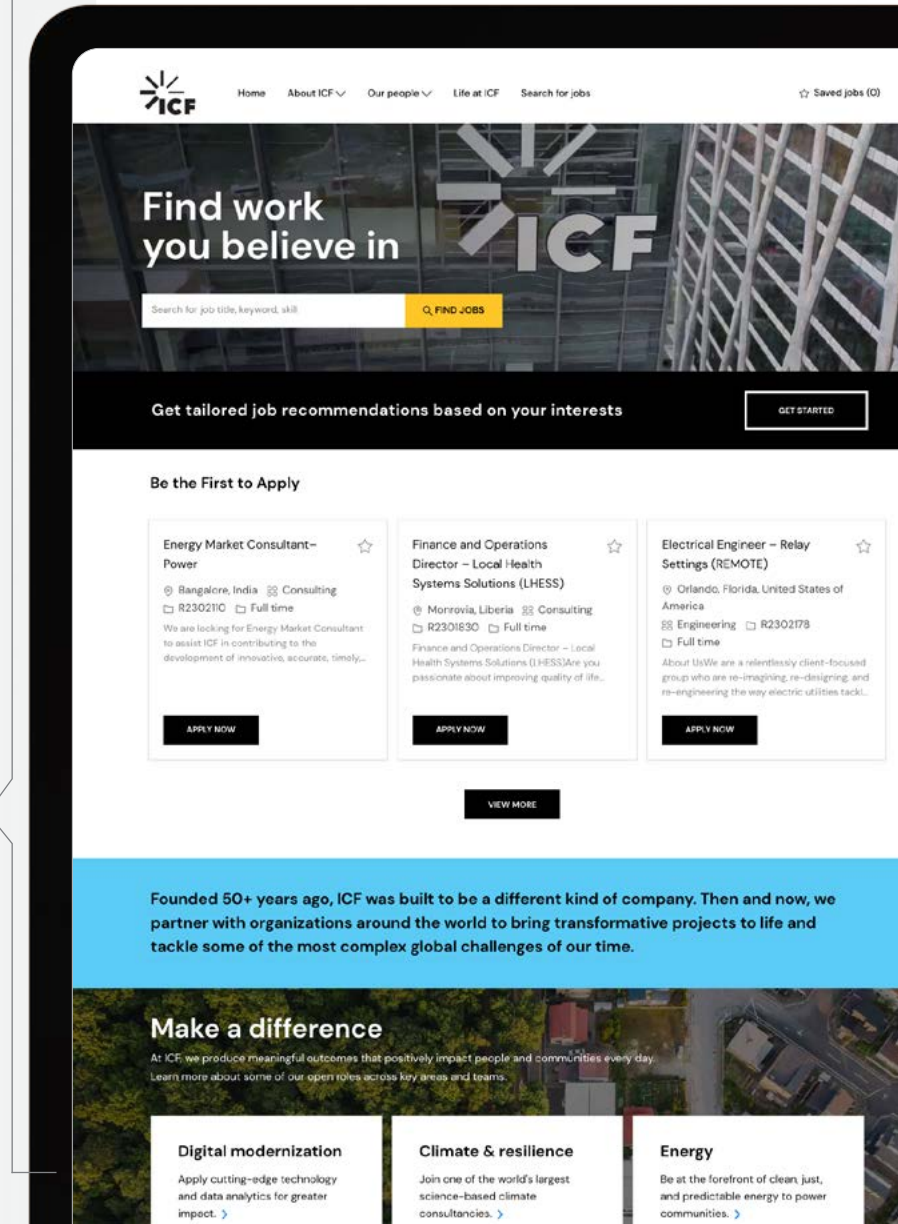 ICF
Home About ICF Our people Life at ICF Search for jobs Saved jobs (0)
ICF
Find work
you believe in
Search for job title, keyword, skill
FIND JOBS
Get tailored job recommendations based on your interests
GET STARTED
Be the First to Apply
Energy Market Consultant–
Power
Bangalore, India Consulting
R2302110 Full time
We are looking for Energy Market Consultant
to assist ICF in contributing to the
development of innovative, accurate, timely,...
APPLY NOW
Finance and Operations
Director – Local Health
Systems Solutions (LHESS)
Monrovia, Liberia Consulting
R2301830 Full time
Finance and Operations Director – Local
Health Systems Solutions (LHESS)Are you
passionate about improving quality of life...
APPLY NOW
Electrical Engineer – Relay
Settings (REMOTE)
Orlando, Florida, United States of
America
Engineering R2302178
Full time
About UsWe are a relentlessly client-focused
group who are re-imagining, re-designing, and
re-engineering the way electric utilities tackl...
APPLY NOW
VIEW MORE
Founded 50+ years ago, ICF was built to be a different kind of company. Then and now, we
partner with organizations around the world to bring transformative projects to life and
tackle some of the most complex global challenges of our time.
Make a difference
At ICF, we produce meaningful outcomes that positively impact people and communities every day.
Learn more about some of our open roles across key areas and teams.
Digital modernization
Apply cutting-edge technology
and data analytics for greater
impact.
Climate & resilience
Join one of the world's largest
science-based climate
consultancies.
Energy
Be at the forefront of clean, just,
and predictable energy to power
communities.